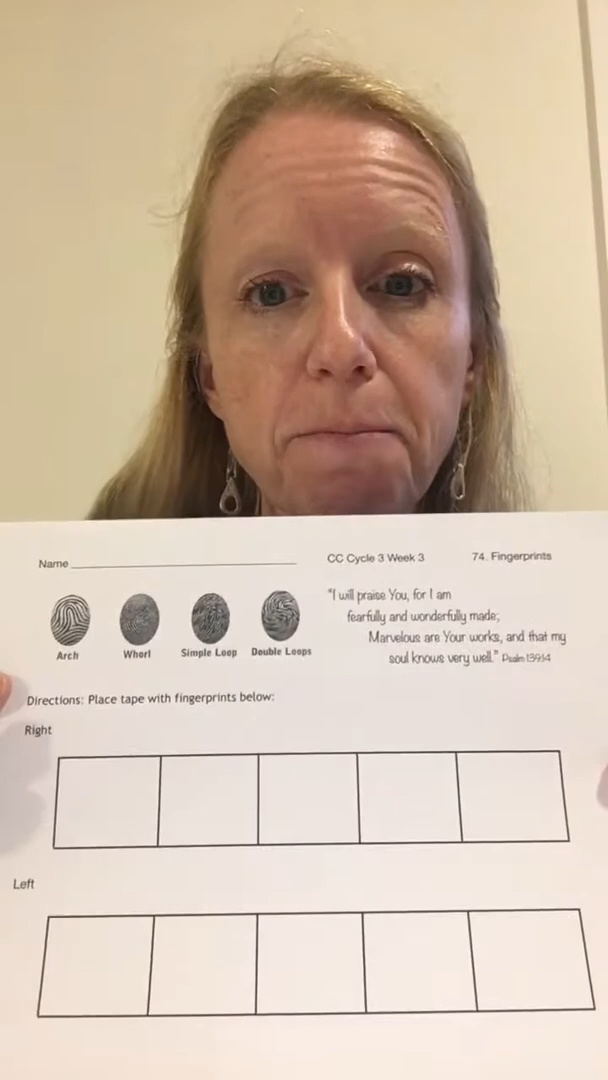 Name
CC Cycle 3 Week 3
74. Fingerprints
"I will praise You, for I am
fearfully and wonderfully made;
Marvelous are Your works, and that my
soul knows very well." Psalm 139:14
Arch
Whorl
Simple Loop
Double Loops
Directions: Place tape with fingerprints below:
Right
Left